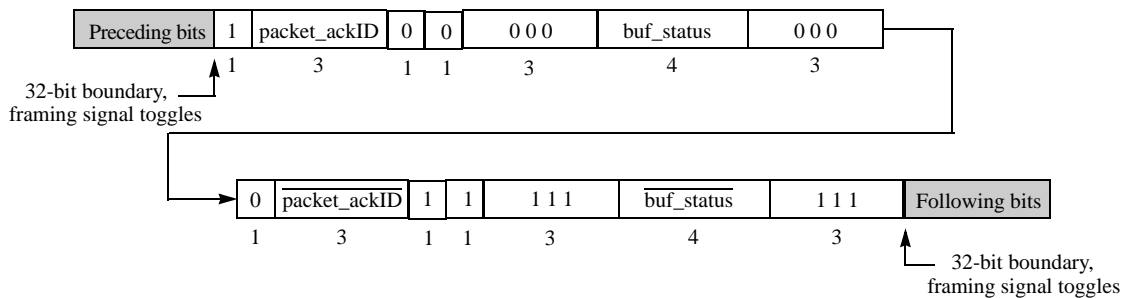 Preceding bits 1 packet_ackID 0 0 0 0 0 buf_status 0 0 0
1 3 1 1 3 4 3
32-bit boundary,
framing signal toggles
0 packet_ackID 1 1 1 1 1 buf_status 1 1 1 Following bits
1 3 1 1 3 4 3
32-bit boundary,
framing signal toggles